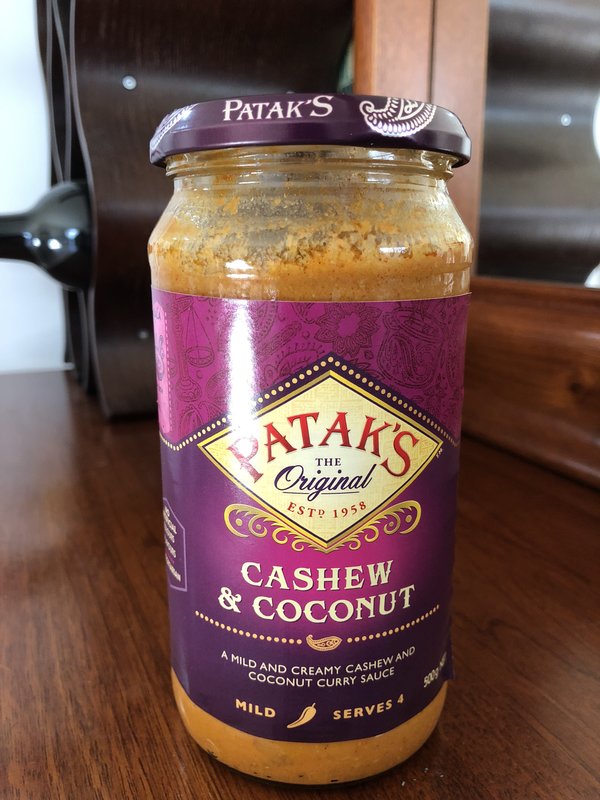 PATAK'S
PATAK'S
THE
Original
ESTD 1958
CASHEW
& COCONUT
A MILD AND CREAMY CASHEW AND
COCONUT CURRY SAUCE
500g
MILD SERVES 4